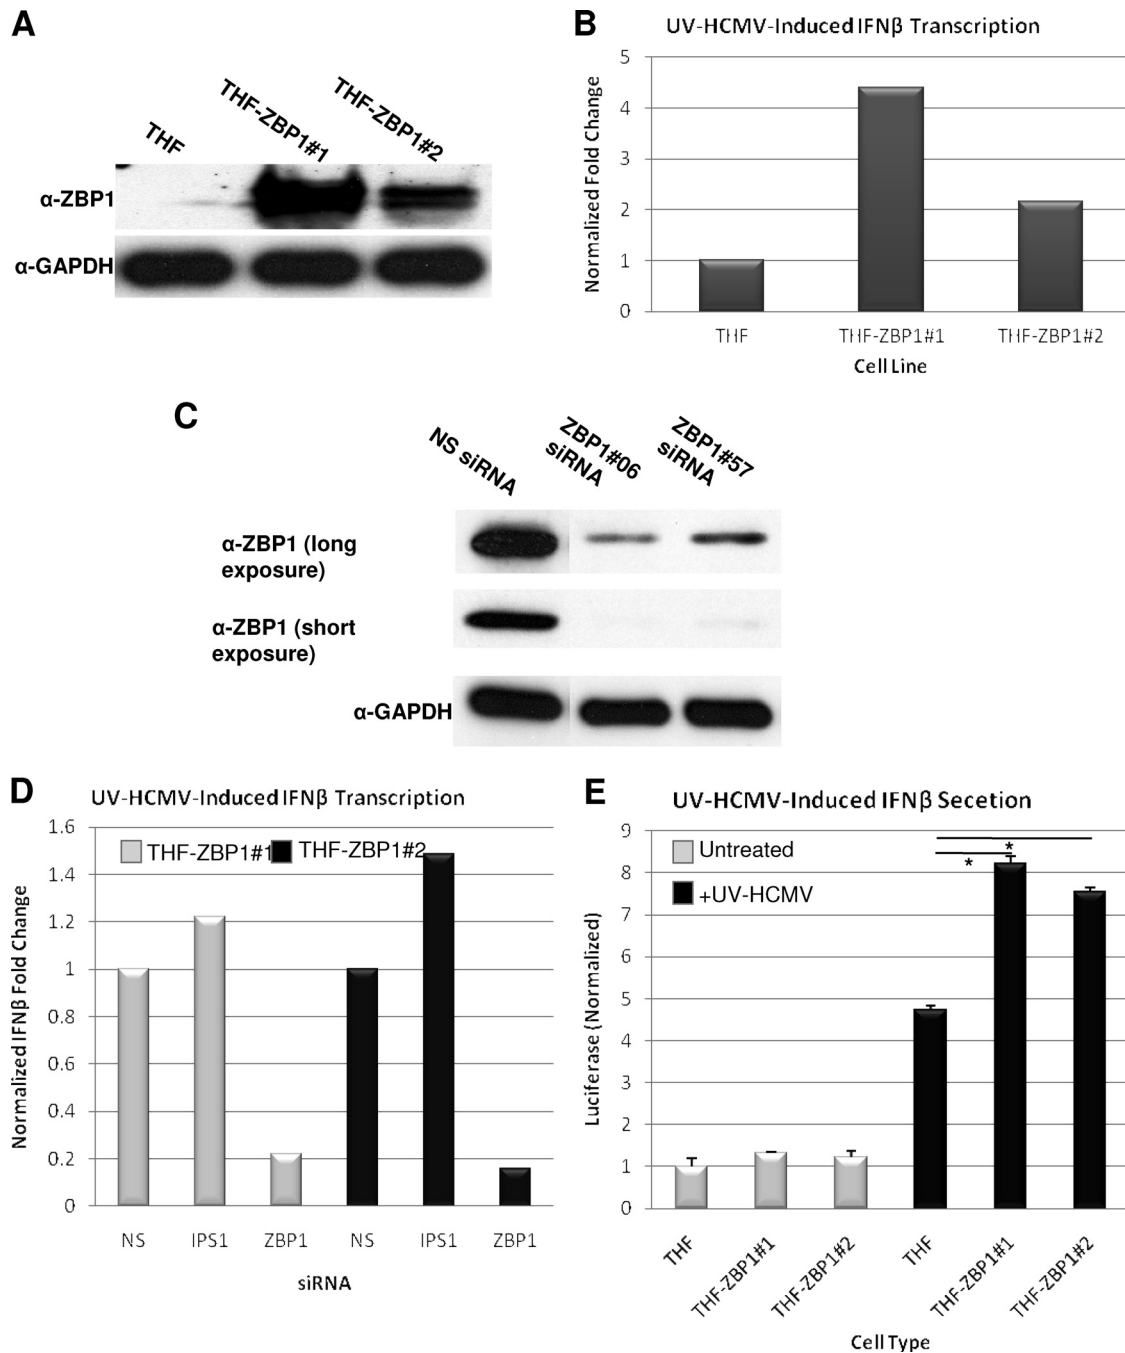 A
THF
THF-ZBP1#1
THF-ZBP1#2
α-ZBP1
α-GAPDH
B
UV-HCMV-Induced IFNβ Transcription
Normalized Fold Change
5
4
3
2
1
0
THF
THF-ZBP1#1
THF-ZBP1#2
Cell Line
C
NS siRNA
ZBP1#06
siRNA
ZBP1#57
siRNA
α-ZBP1 (long
exposure)
α-ZBP1 (short
exposure)
α-GAPDH
D
UV-HCMV-Induced IFNβ Transcription
Normalized IFNβ Fold Change
1.6
1.4
1.2
1
0.8
0.6
0.4
0.2
0
THF-ZBP1#1
THF-ZBP1#2
NS
IPS1
ZBP1
NS
IPS1
ZBP1
siRNA
E
UV-HCMV-Induced IFNβ Secetion
Luciferase (Normalized)
9
8
7
6
5
4
3
2
1
0
Untreated
+UV-HCMV
*
*
THF
THF-ZBP1#1
THF-ZBP1#2
THF
THF-ZBP1#1
THF-ZBP1#2
Cell Type